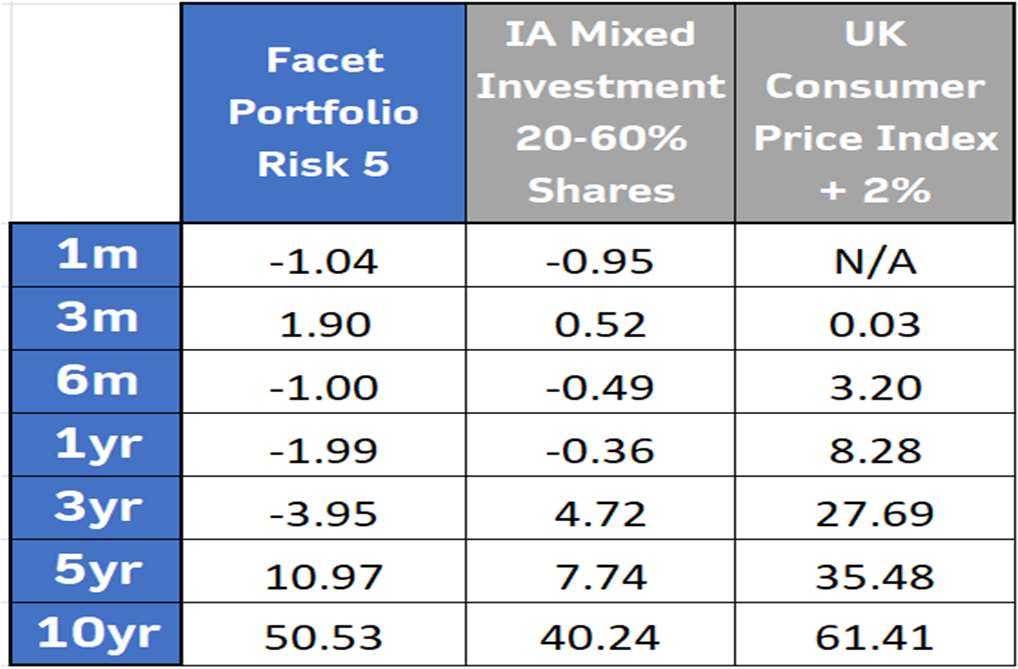 Facet Portfolio Risk 5 IA Mixed Investment 20-60% Shares UK Consumer Price Index + 2%
1m -1.04 -0.95 N/A
3m 1.90 0.52 0.03
6m -1.00 -0.49 3.20
1yr -1.99 -0.36 8.28
3yr -3.95 4.72 27.69
5yr 10.97 7.74 35.48
10yr 50.53 40.24 61.41